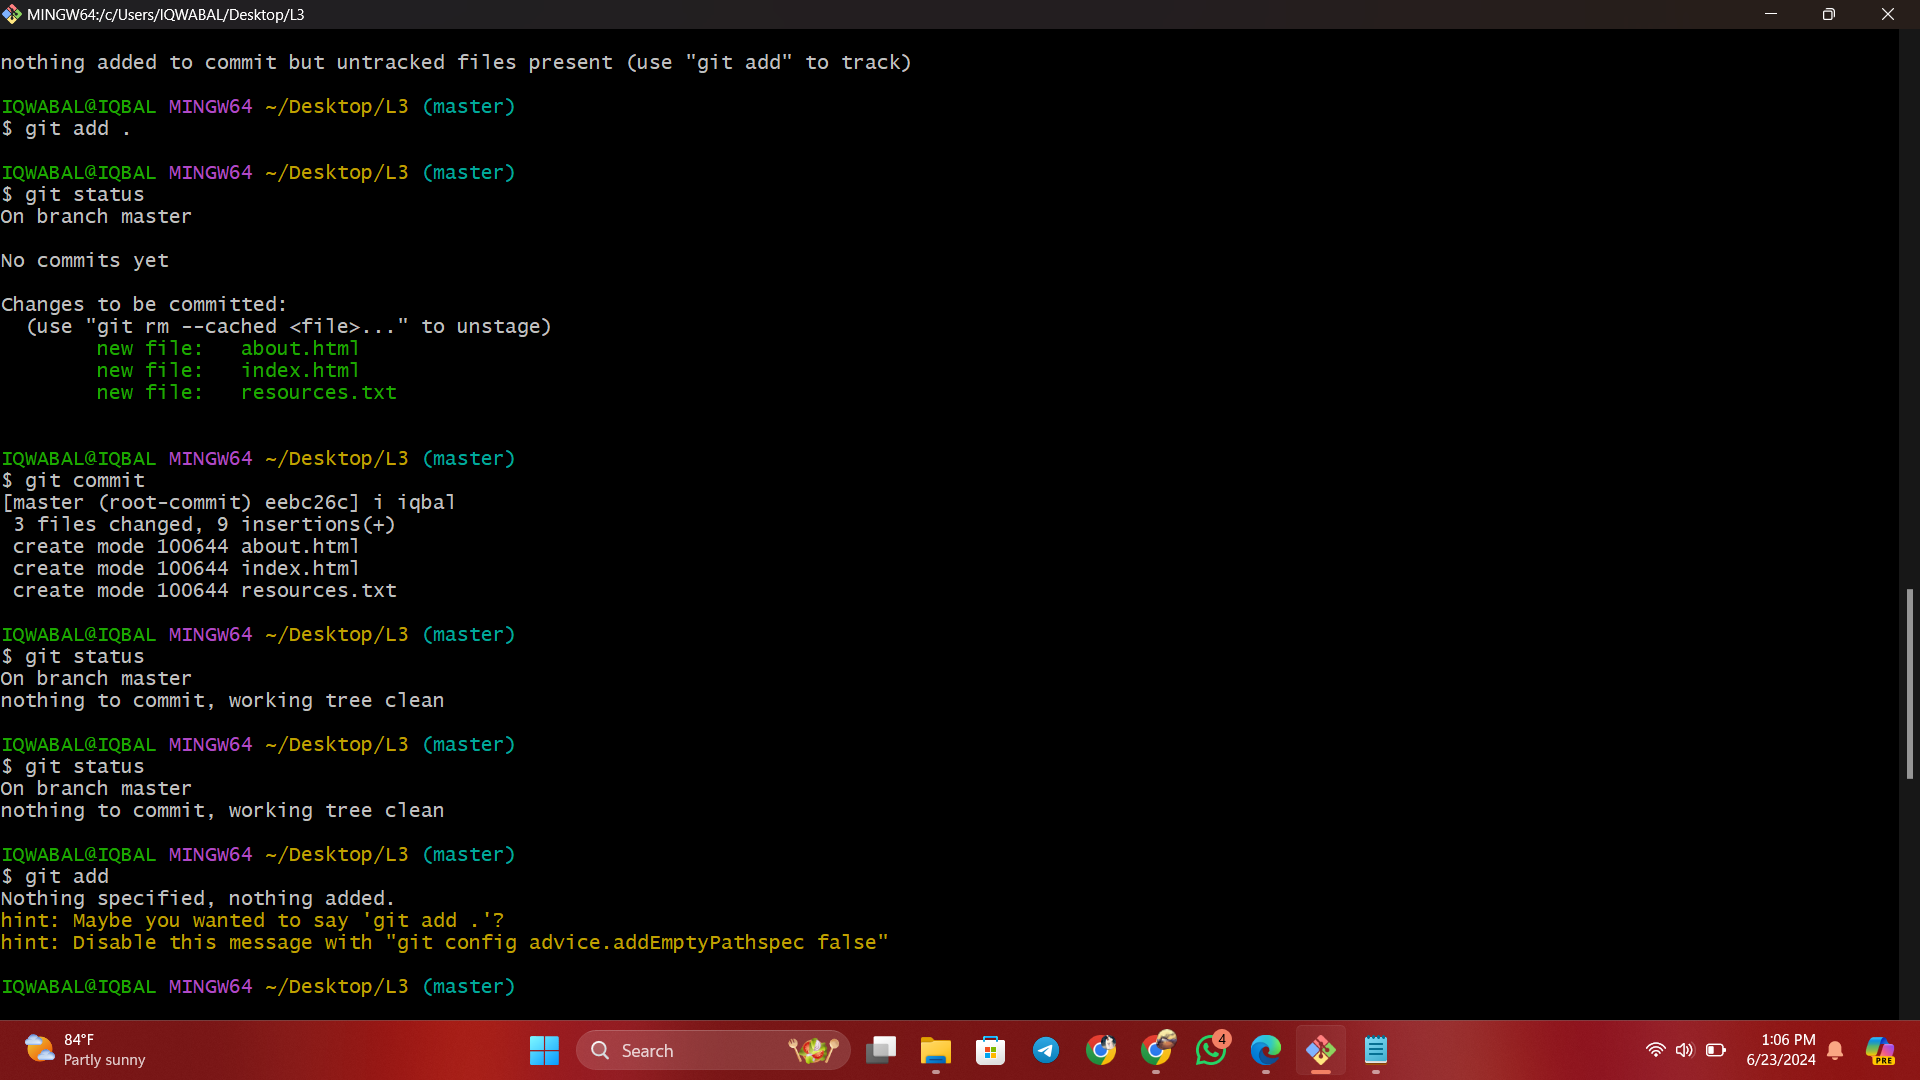 MINGW64:/c/Users/IQWABAL/Desktop/L3
nothing added to commit but untracked files present (use "git add" to track)
IQWABAL@IQBAL MINGW64 ~/Desktop/L3 (master)
$ git add .
IQWABAL@IQBAL MINGW64 ~/Desktop/L3 (master)
$ git status
On branch master
No commits yet
Changes to be committed:
  (use "git rm --cached <file>..." to unstage)
        new file:   about.html
        new file:   index.html
        new file:   resources.txt
IQWABAL@IQBAL MINGW64 ~/Desktop/L3 (master)
$ git commit
[master (root-commit) eebc26c] i iqbal
 3 files changed, 9 insertions(+)
 create mode 100644 about.html
 create mode 100644 index.html
 create mode 100644 resources.txt
IQWABAL@IQBAL MINGW64 ~/Desktop/L3 (master)
$ git status
On branch master
nothing to commit, working tree clean
IQWABAL@IQBAL MINGW64 ~/Desktop/L3 (master)
$ git status
On branch master
nothing to commit, working tree clean
IQWABAL@IQBAL MINGW64 ~/Desktop/L3 (master)
$ git add
Nothing specified, nothing added.
hint: Maybe you wanted to say 'git add .'?
hint: Disable this message with "git config advice.addEmptyPathspec false"
IQWABAL@IQBAL MINGW64 ~/Desktop/L3 (master)
84°F
Partly sunny
Search
4
1:06 PM
6/23/2024
PRE